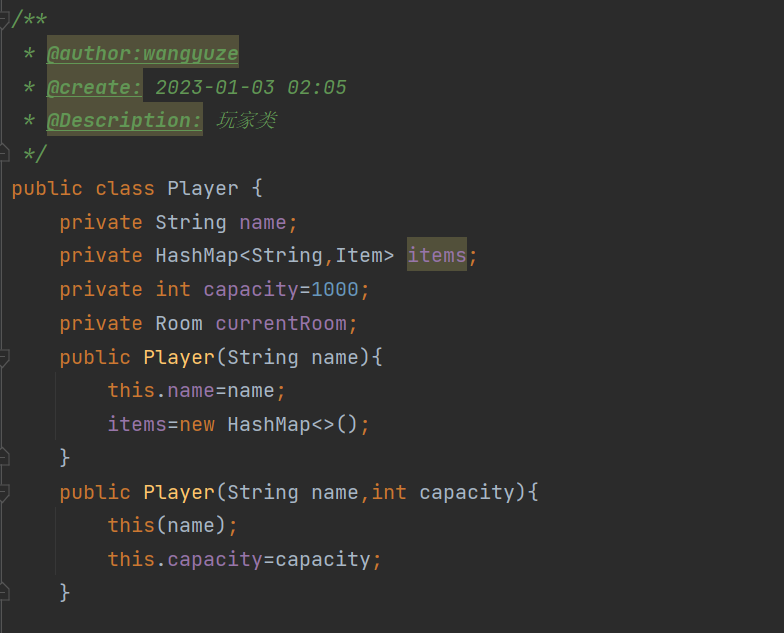 /**
 * @author:wangyuze
 * @create: 2023-01-03 02:05
 * @Description: 玩家类
 */
public class Player {
    private String name;
    private HashMap<String,Item> items;
    private int capacity=1000;
    private Room currentRoom;
    public Player(String name){
        this.name=name;
        items=new HashMap<>();
    }
    public Player(String name,int capacity){
        this(name);
        this.capacity=capacity;
    }